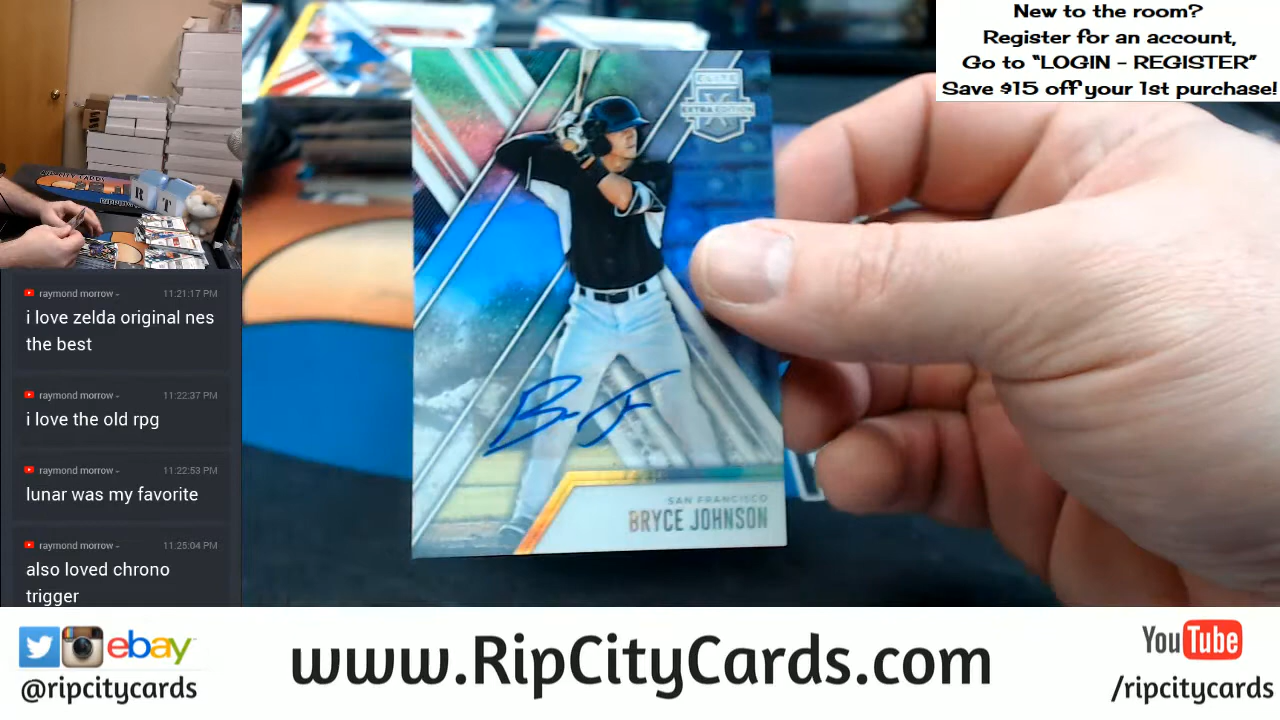 New to the room?
Register for an account,
Go to "LOGIN - REGISTER"
Save $15 off your 1st purchase!
ELITE
EXTRA EDITION
R
T
raymond morrow - 11:21:17 PM
i love zelda original nes
the best
raymond morrow - 11:22:37 PM
i love the old rpg
raymond morrow - 11:22:53 PM
lunar was my favorite
raymond morrow - 11:25:04 PM
also loved chrono
trigger
SAN FRANCISCO
BRYCE JOHNSON
ebay
@ripcitycards
www.RipCityCards.com
YouTube
/ripcitycards